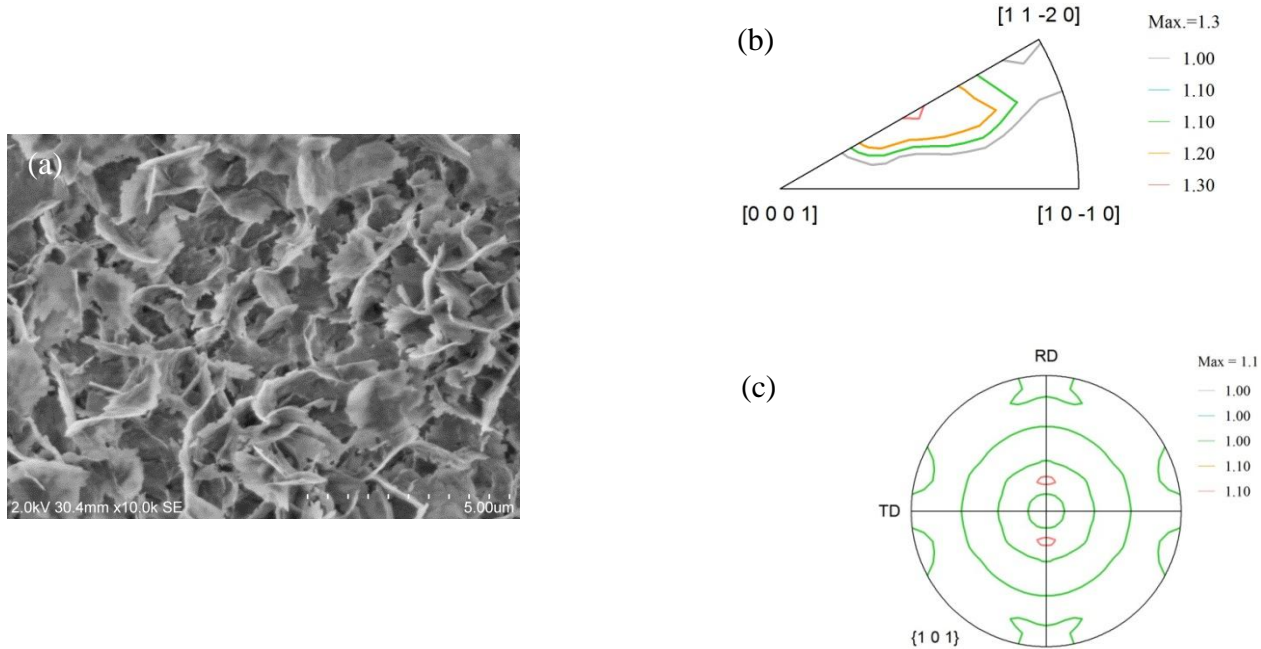 (a)
2.0kV 30.4mm x10.0k SE
5.00um
(b)
[1 1 -2 0]
[0 0 0 1]
[1 0 -1 0]
Max.=1.3
1.00
1.10
1.10
1.20
1.30
(c)
RD
TD
{1 0 1}
Max = 1.1
1.00
1.00
1.00
1.10
1.10